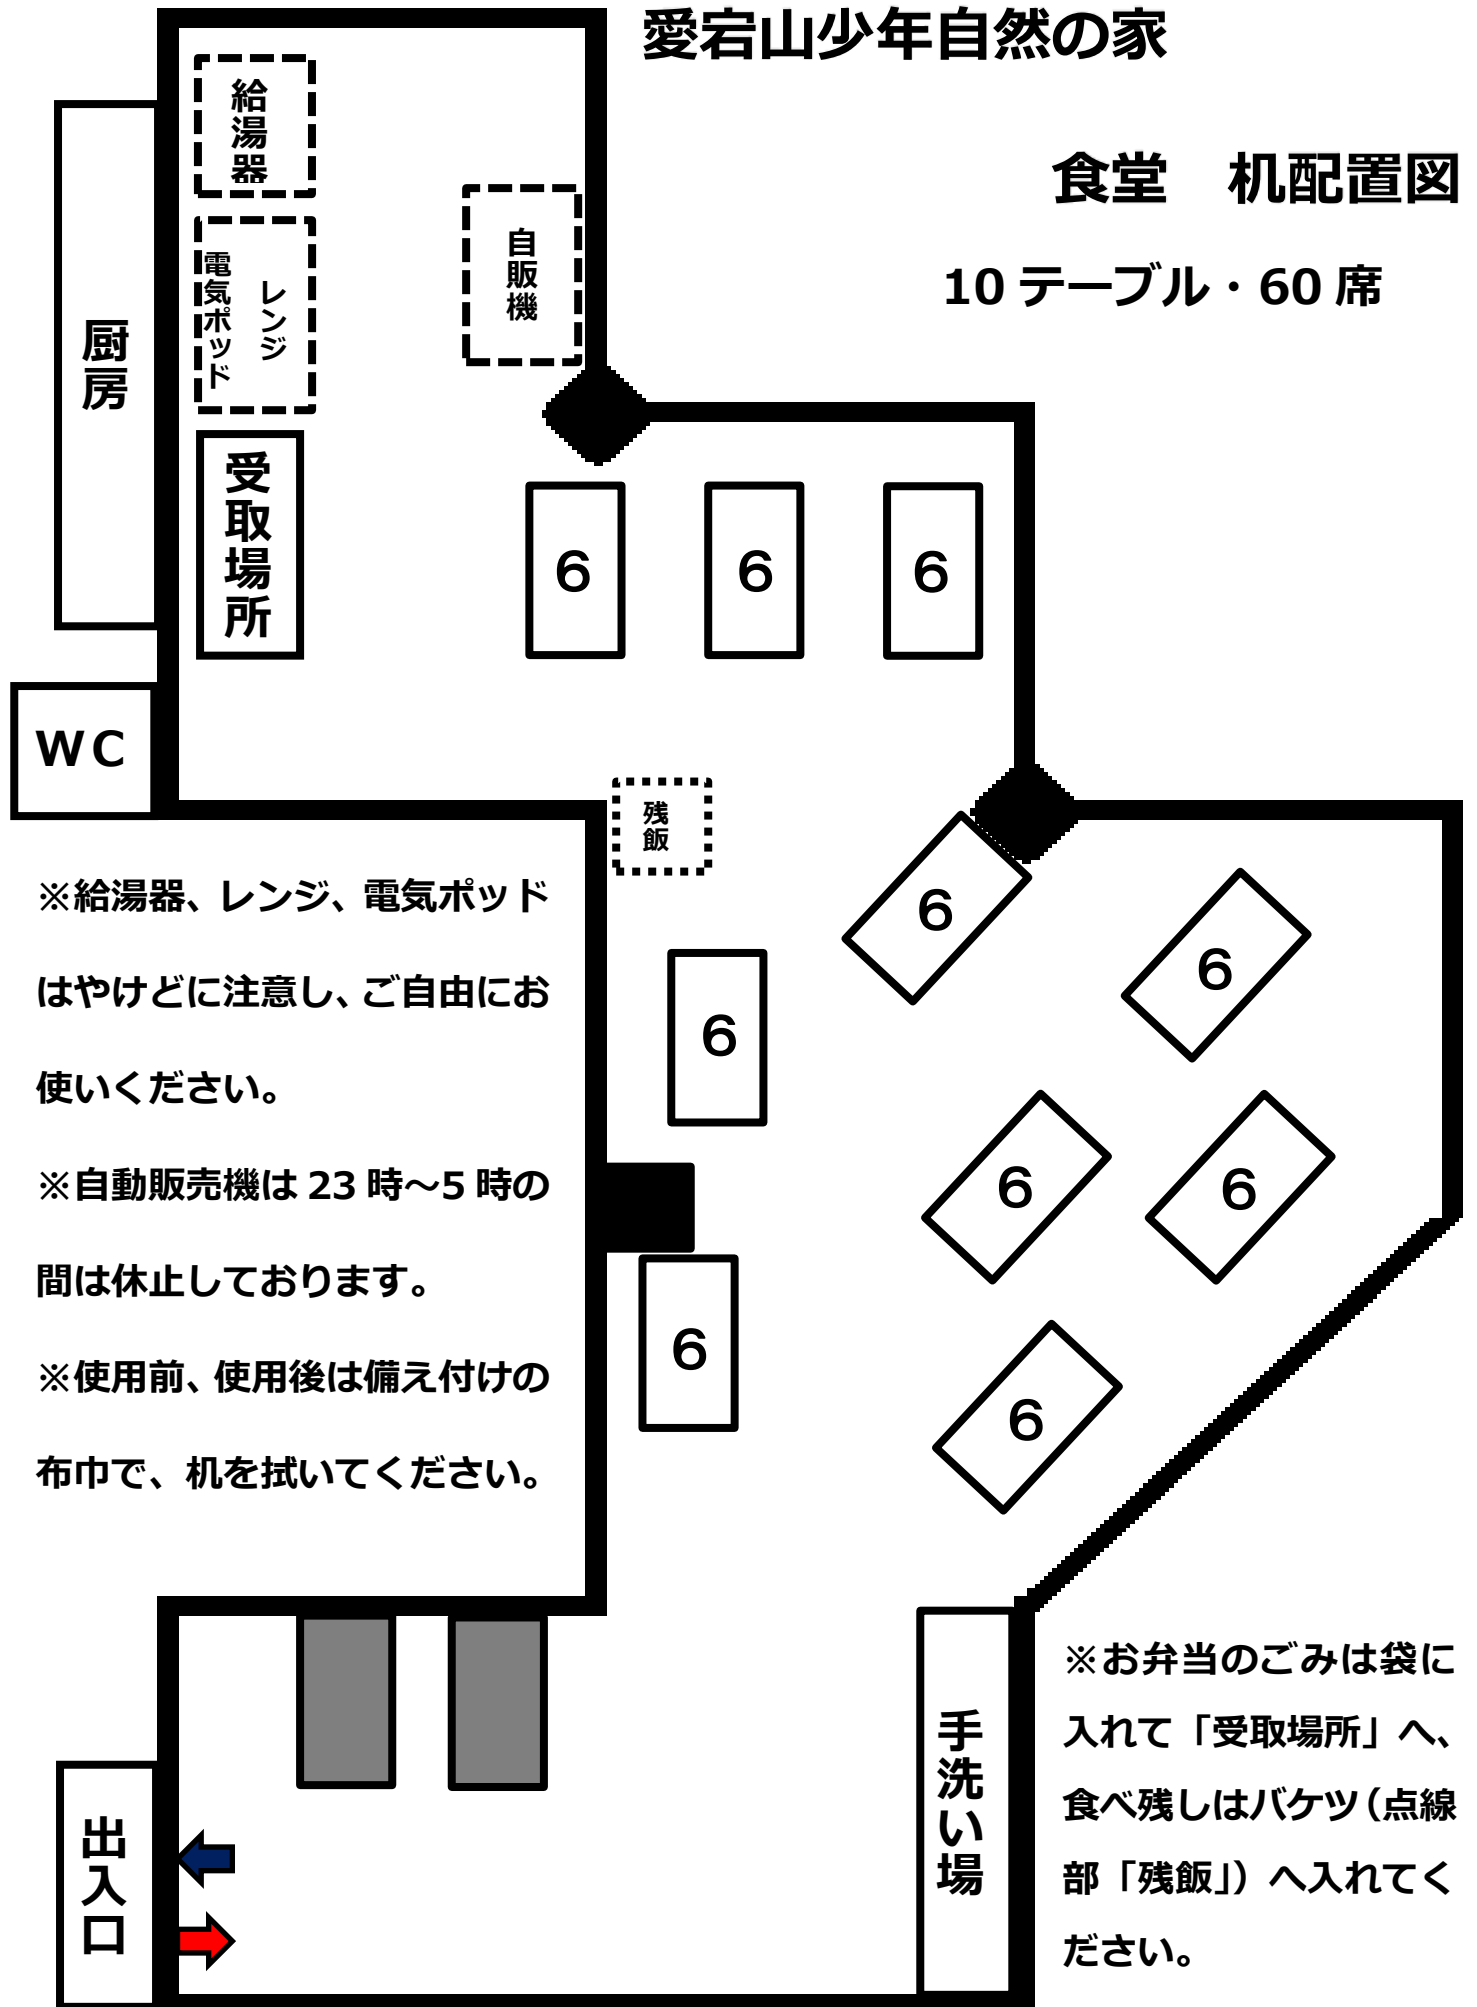 愛宕山少年自然の家
食堂　机配置図
10テーブル・60席
給湯器
電気ポッド
レンジ
自販機
厨房
受取場所
6
6
6
WC
残飯
6
6
6
6
6
6
6
※給湯器、レンジ、電気ポッド
はやけどに注意し、ご自由にお
使いください。
※自動販売機は23時～5時の
間は休止しております。
※使用前、使用後は備え付けの
布巾で、机を拭いてください。
出入口
手洗い場
※お弁当のごみは袋に
入れて「受取場所」へ、
食べ残しはバケツ（点線
部「残飯」）へ入れてく
ださい。